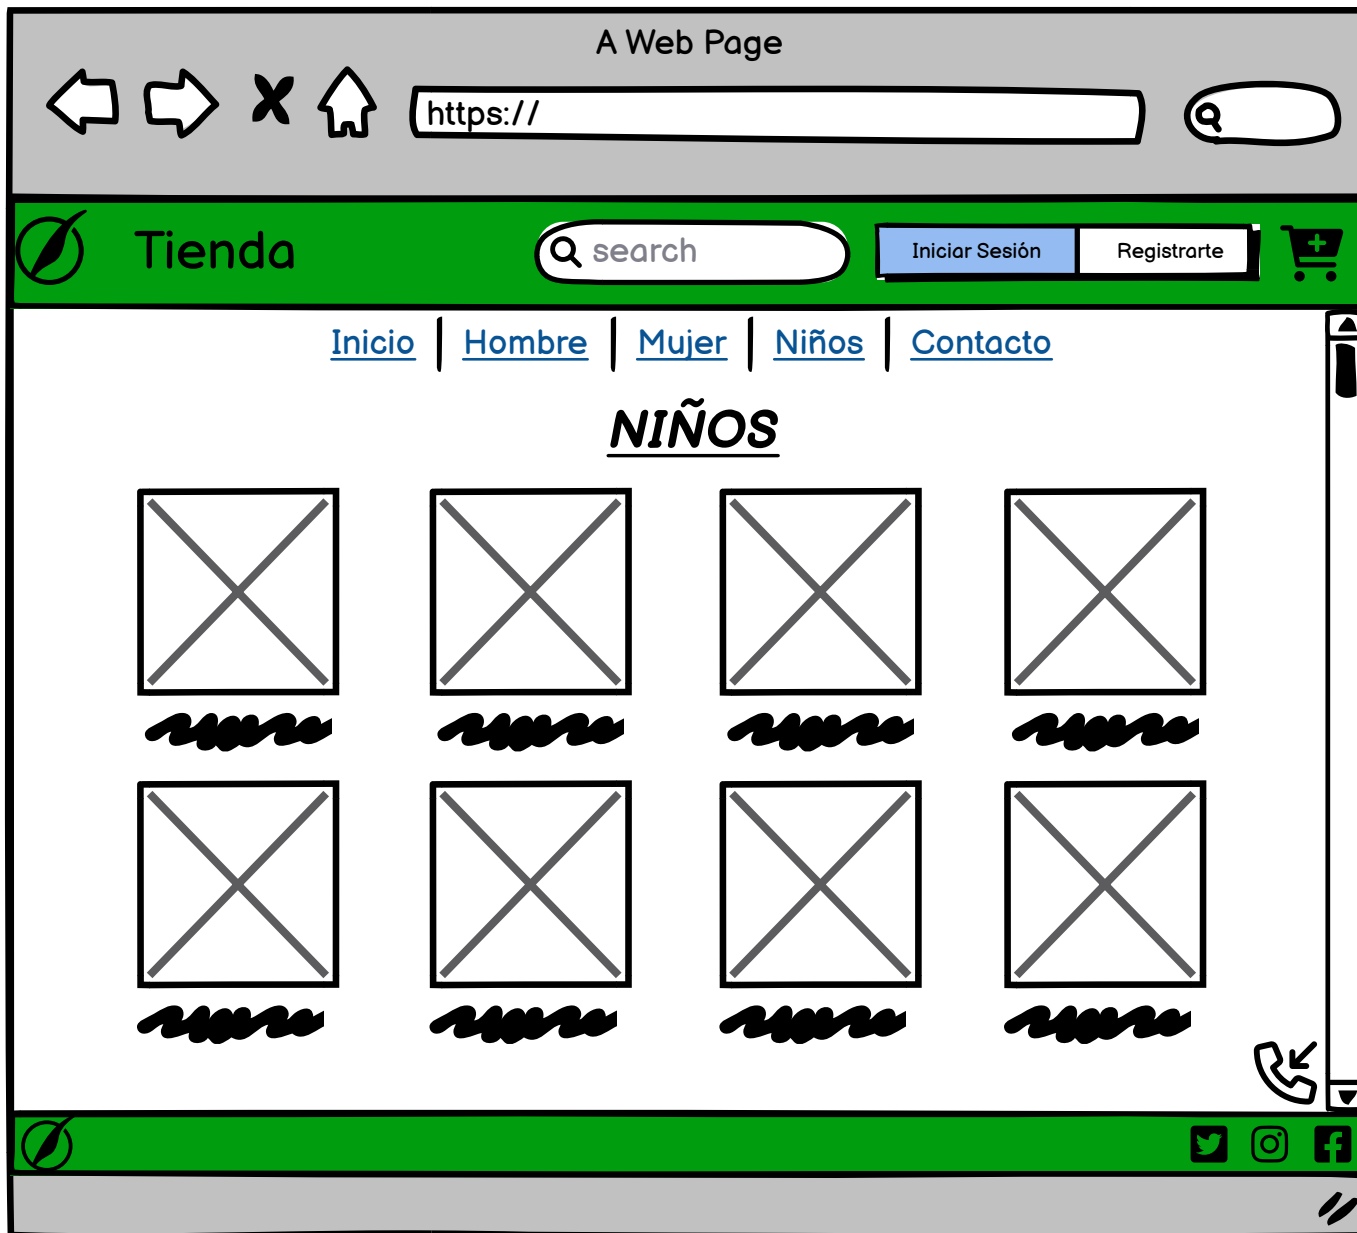 A Web Page
https://
Tienda
search
Iniciar Sesión
Registrarte
Inicio
Hombre
Mujer
Niños
Contacto
NIÑOS